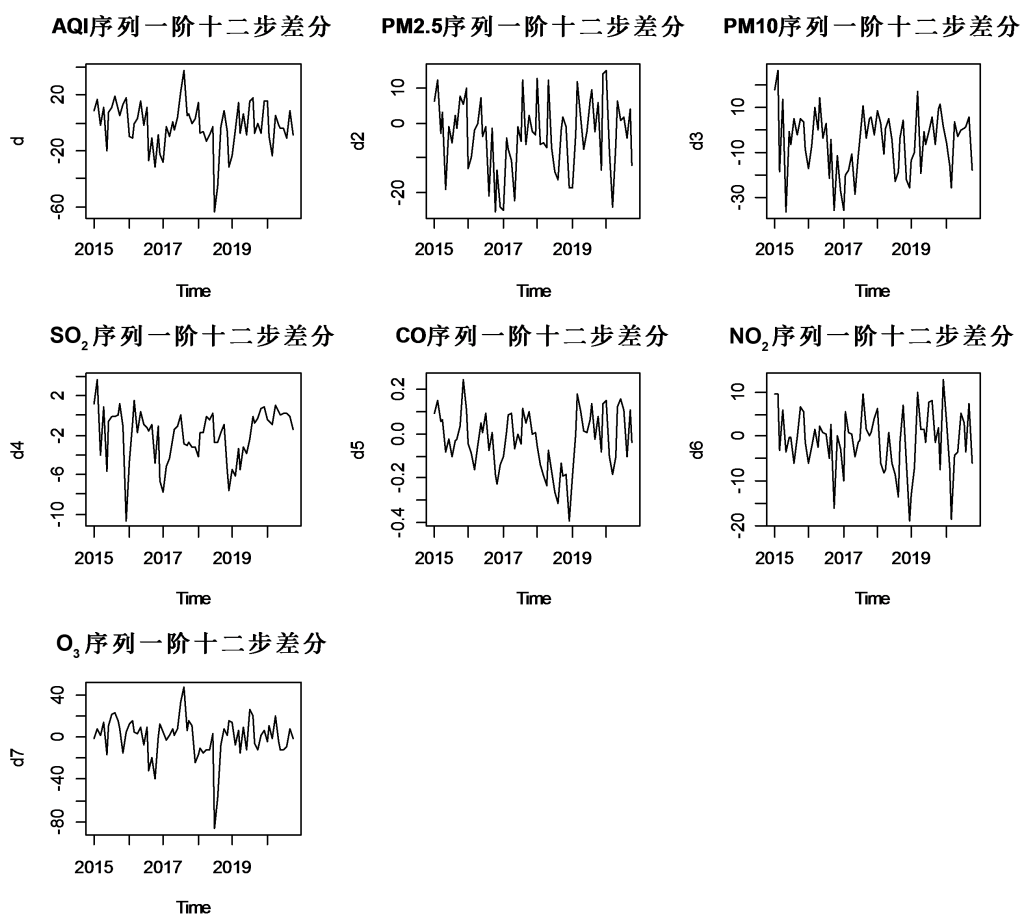 AQI序列一阶十二步差分
d
20
-20
-60
2015 2017 2019
Time
PM2.5序列一阶十二步差分
d2
10
0
-20
2015 2017 2019
Time
PM10序列一阶十二步差分
d3
10
-10
-30
2015 2017 2019
Time
SO₂序列一阶十二步差分
d4
2
-2
-6
-10
2015 2017 2019
Time
CO序列一阶十二步差分
d5
0.2
0.0
-0.2
-0.4
2015 2017 2019
Time
NO₂序列一阶十二步差分
d6
10
0
-10
-20
2015 2017 2019
Time
O₃序列一阶十二步差分
d7
40
0
-40
-80
2015 2017 2019
Time